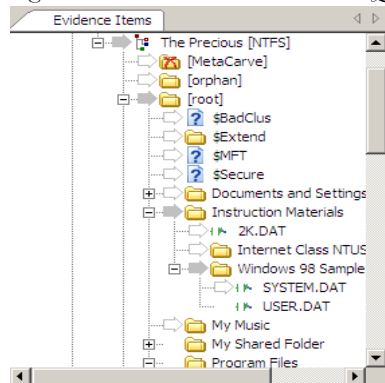 Evidence Items
The Precious [NTFS]
[MetaCarve]
[orphan]
[root]
$BadClus
$Extend
$MFT
$Secure
Documents and Settings
Instruction Materials
2K.DAT
Internet Class NTUS
Windows 98 Sample
SYSTEM.DAT
USER.DAT
My Music
My Shared Folder
Program Files